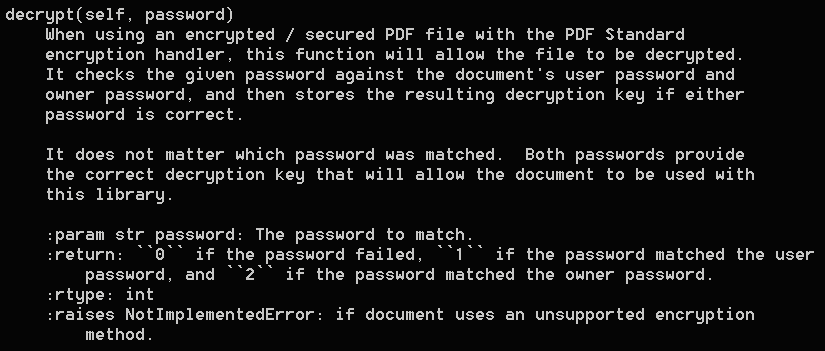 decrypt(self, password)
When using an encrypted / secured PDF file with the PDF Standard
encryption handler, this function will allow the file to be decrypted.
It checks the given password against the document's user password and
owner password, and then stores the resulting decryption key if either
password is correct.
It does not matter which password was matched.  Both passwords provide
the correct decryption key that will allow the document to be used with
this library.
:param str password: The password to match.
:return: ``0`` if the password failed, ``1`` if the password matched the user
password, and ``2`` if the password matched the owner password.
:rtype: int
:raises NotImplementedError: if document uses an unsupported encryption
method.